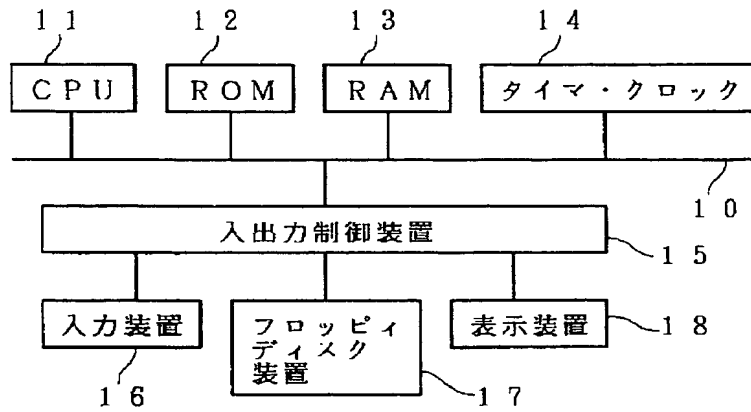 11 12 13 14
CPU ROM RAM タイマ・クロック
10
入出力制御装置
15
入力装置 フロッピィ 表示装置 18
ディスク
装置
16 17